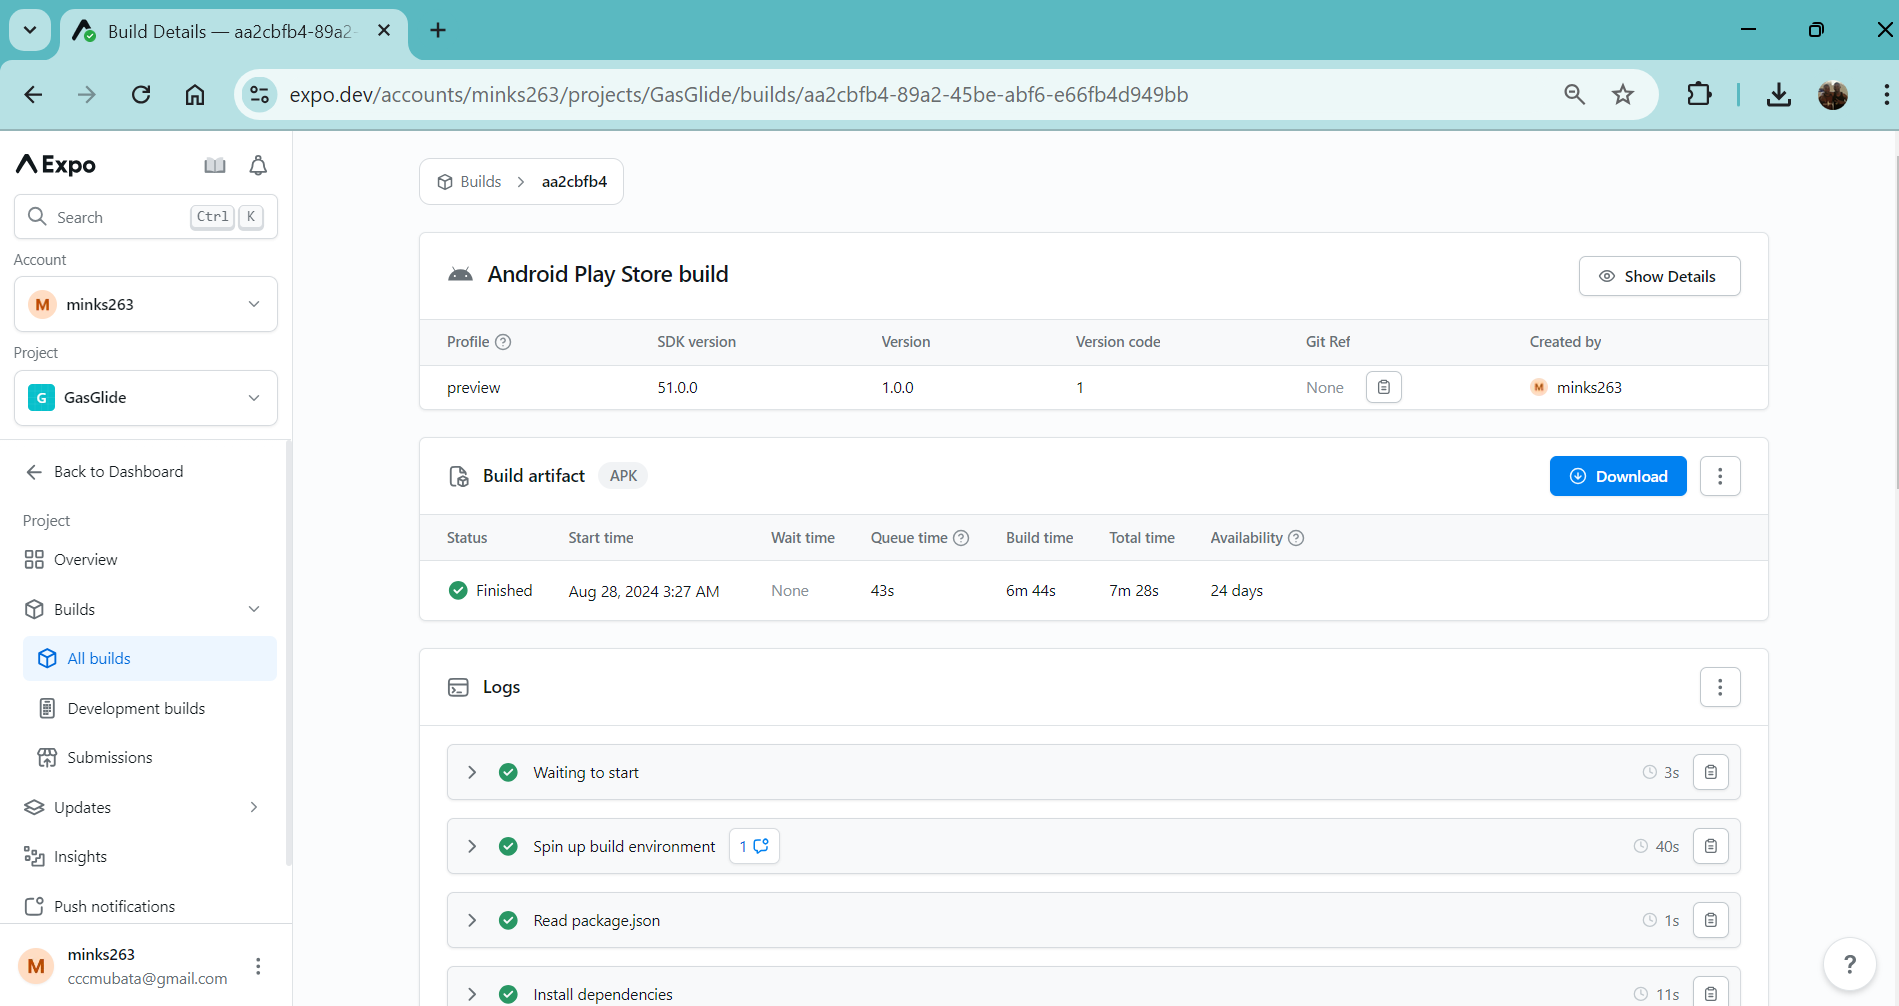 Build Details — aa2cbfb4-89a2-
expo.dev/accounts/minks263/projects/GasGlide/builds/aa2cbfb4-89a2-45be-abf6-e66fb4d949bb
Expo
Search Ctrl K
Account
M minks263
Project
G GasGlide
Back to Dashboard
Project
Overview
Builds
All builds
Development builds
Submissions
Updates
Insights
Push notifications
M minks263
cccmubata@gmail.com
Builds > aa2cbfb4
Android Play Store build
Show Details
Profile ? SDK version Version Version code Git Ref Created by
preview 51.0.0 1.0.0 1 None M minks263
Build artifact APK
Download
Status Start time Wait time Queue time ? Build time Total time Availability ?
Finished Aug 28, 2024 3:27 AM None 43s 6m 44s 7m 28s 24 days
Logs
Waiting to start 3s
Spin up build environment 1 40s
Read package.json 1s
Install dependencies 11s
?